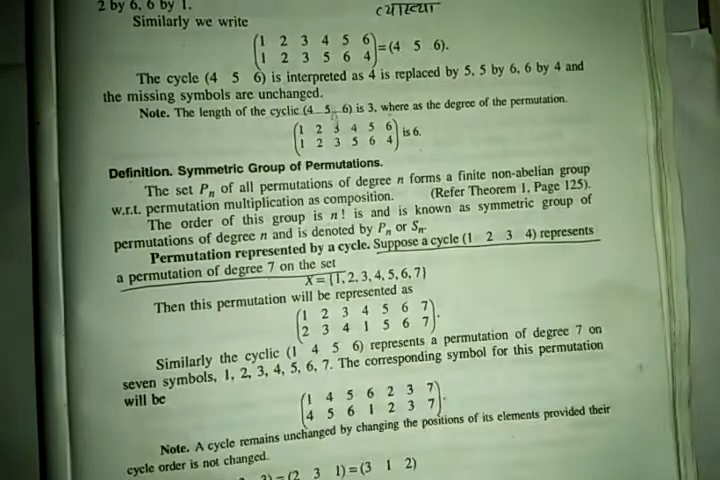 2 by 6, 6 by 1.
व्याख्या
Similarly we write
(1 2 3 4 5 6
1 2 3 5 6 4) = (4 5 6).
The cycle (4 5 6) is interpreted as 4 is replaced by 5, 5 by 6, 6 by 4 and
the missing symbols are unchanged.
Note. The length of the cyclic (4 5 6) is 3, where as the degree of the permutation.
(1 2 3 4 5 6
1 2 3 5 6 4) is 6.
Definition. Symmetric Group of Permutations.
The set Pn of all permutations of degree n forms a finite non-abelian group
w.r.t. permutation multiplication as composition. (Refer Theorem 1, Page 125).
The order of this group is n! is and is known as symmetric group of
permutations of degree n and is denoted by Pn or Sn.
Permutation represented by a cycle. Suppose a cycle (1 2 3 4) represents
a permutation of degree 7 on the set
X = {1, 2, 3, 4, 5, 6, 7}
Then this permutation will be represented as
(1 2 3 4 5 6 7
2 3 4 1 5 6 7).
Similarly the cyclic (1 4 5 6) represents a permutation of degree 7 on
seven symbols, 1, 2, 3, 4, 5, 6, 7. The corresponding symbol for this permutation
will be
(1 4 5 6 2 3 7
4 5 6 1 2 3 7).
Note. A cycle remains unchanged by changing the positions of its elements provided their
cycle order is not changed.
3) = (2 3 1) = (3 1 2)